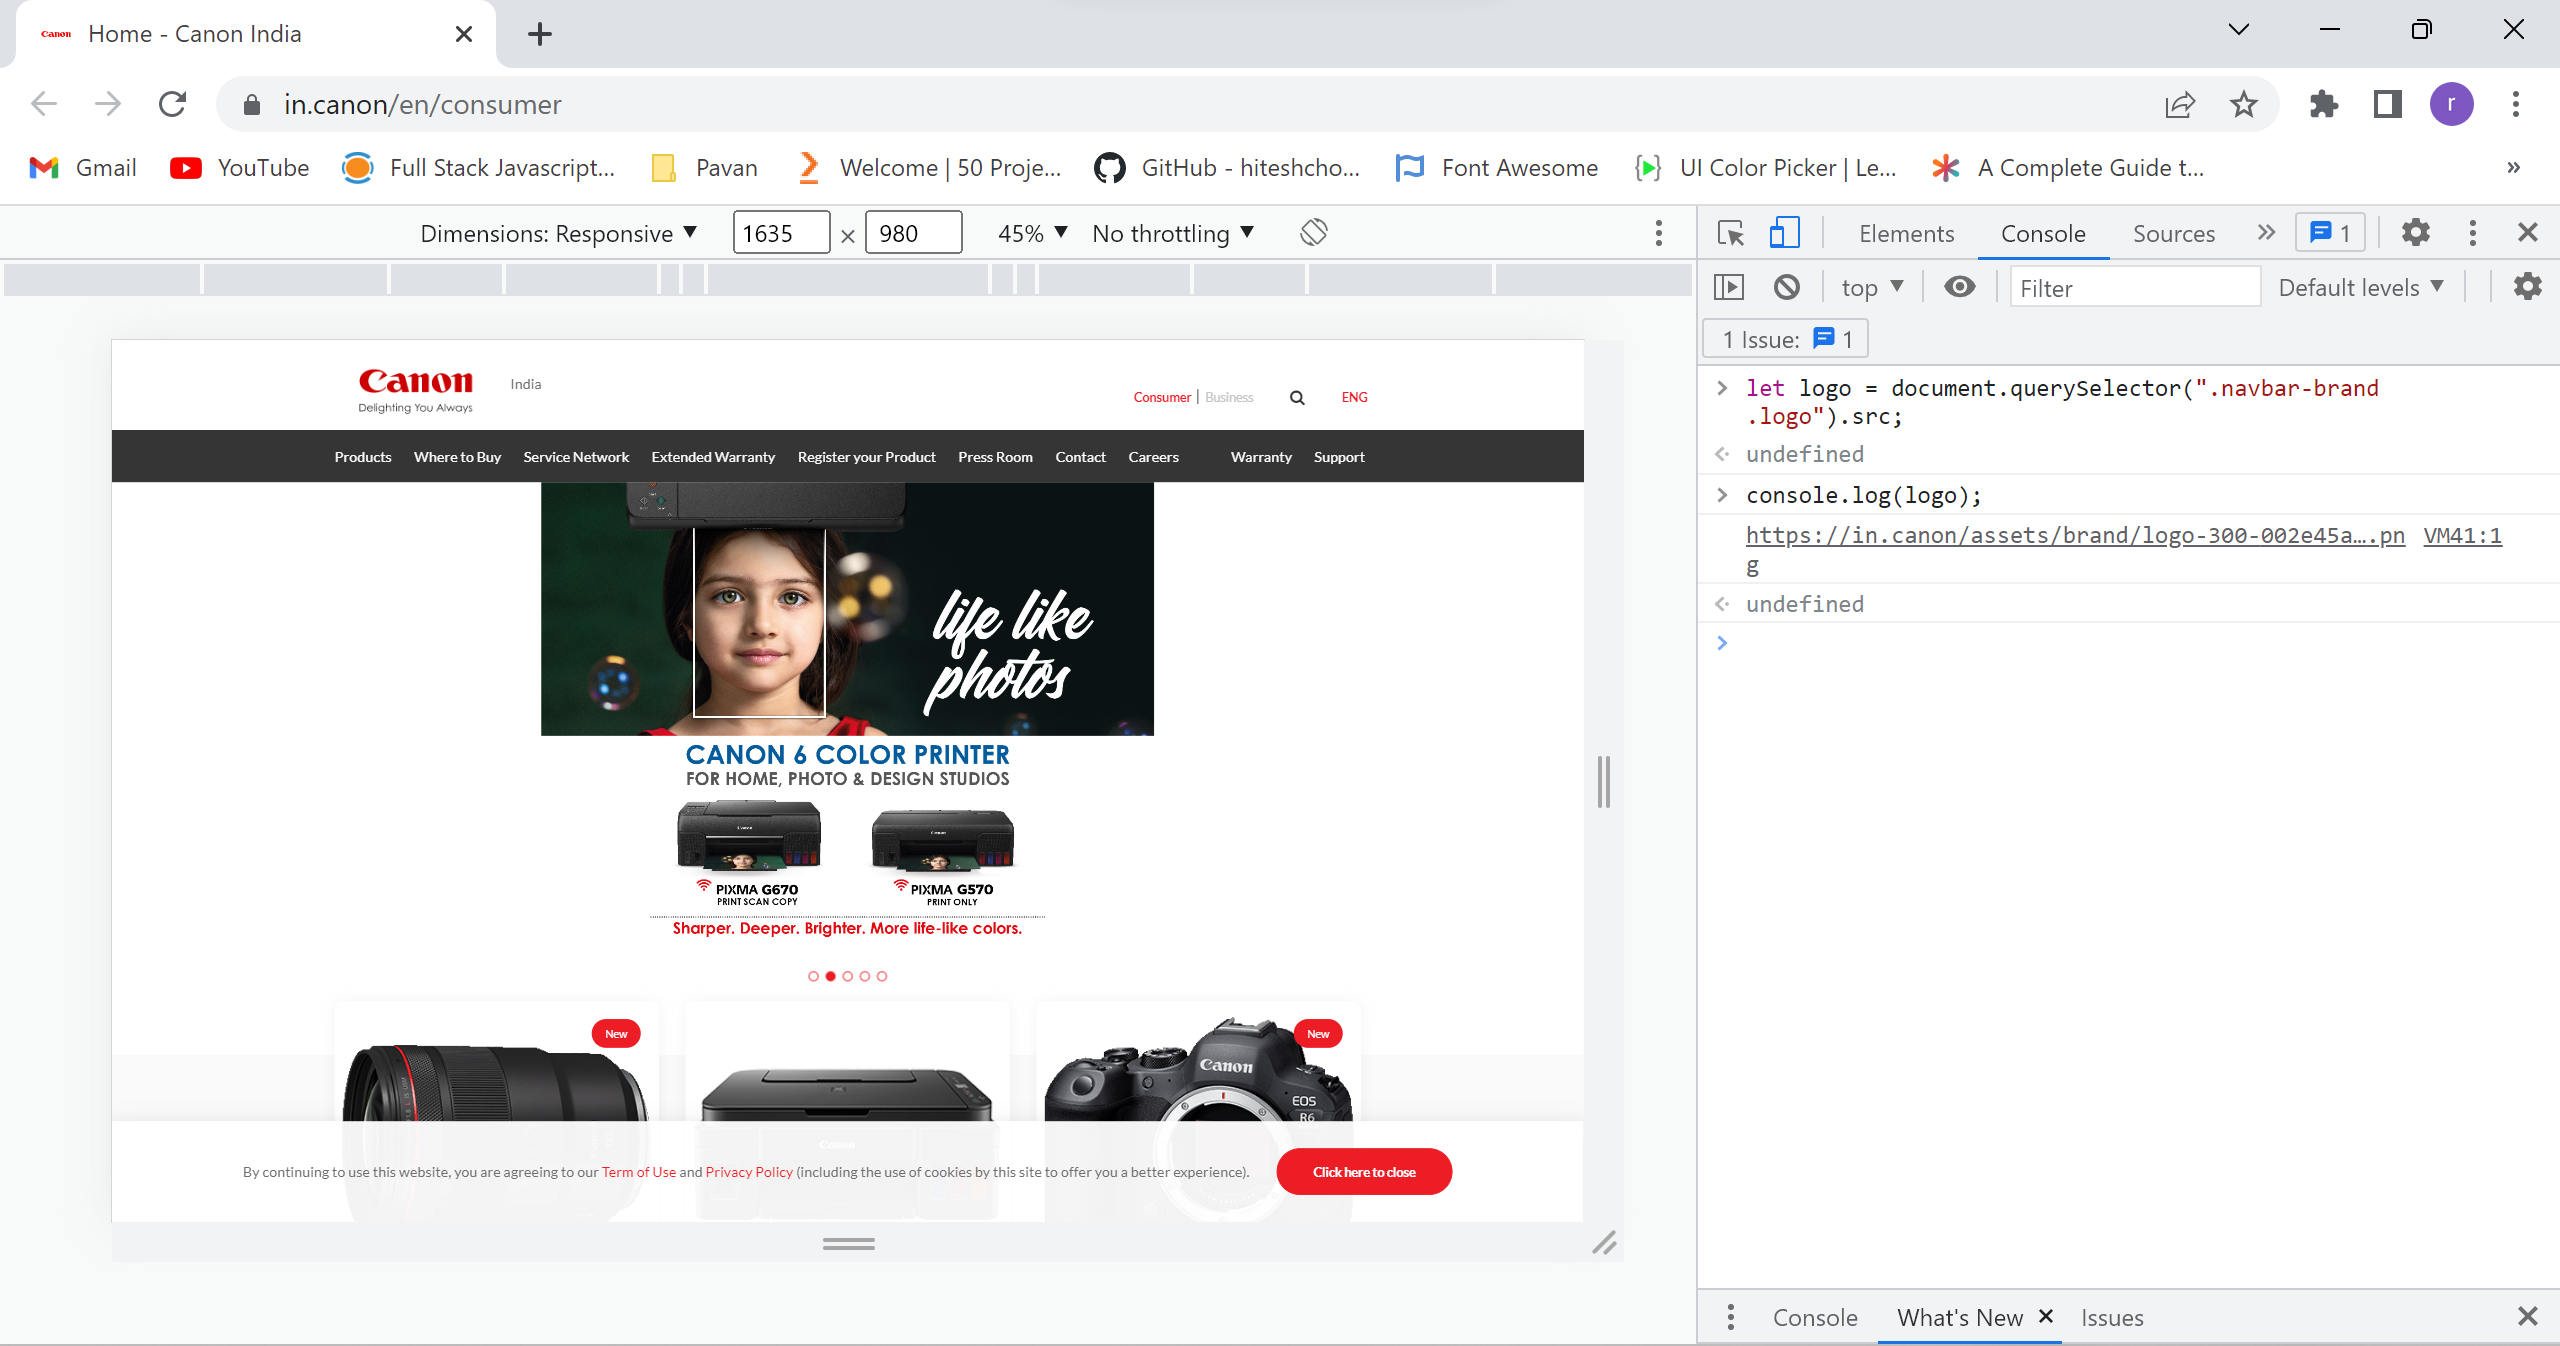 Canon Home - Canon India
in.canon/en/consumer
r
Gmail YouTube Full Stack Javascript... Pavan Welcome | 50 Proje... GitHub - hiteshcho... Font Awesome UI Color Picker | Le... A Complete Guide t... »
Dimensions: Responsive 1635 × 980 45% No throttling
Elements Console Sources 1
top Filter Default levels
1 Issue: 1
let logo = document.querySelector(".navbar-brand
.logo").src;
undefined
console.log(logo);
https://in.canon/assets/brand/logo-300-002e45a….pn VM41:1
g
undefined
Canon India
Delighting You Always
Consumer | Business ENG
Products Where to Buy Service Network Extended Warranty Register your Product Press Room Contact Careers Warranty Support
life like
photos
CANON 6 COLOR PRINTER
FOR HOME, PHOTO & DESIGN STUDIOS
Canon Canon
PIXMA G670 PIXMA G570
PRINT SCAN COPY PRINT ONLY
Sharper. Deeper. Brighter. More life-like colors.
New New
Canon
EOS
R6
Canon
By continuing to use this website, you are agreeing to our Term of Use and Privacy Policy (including the use of cookies by this site to offer you a better experience). Click here to close
Console What's New Issues